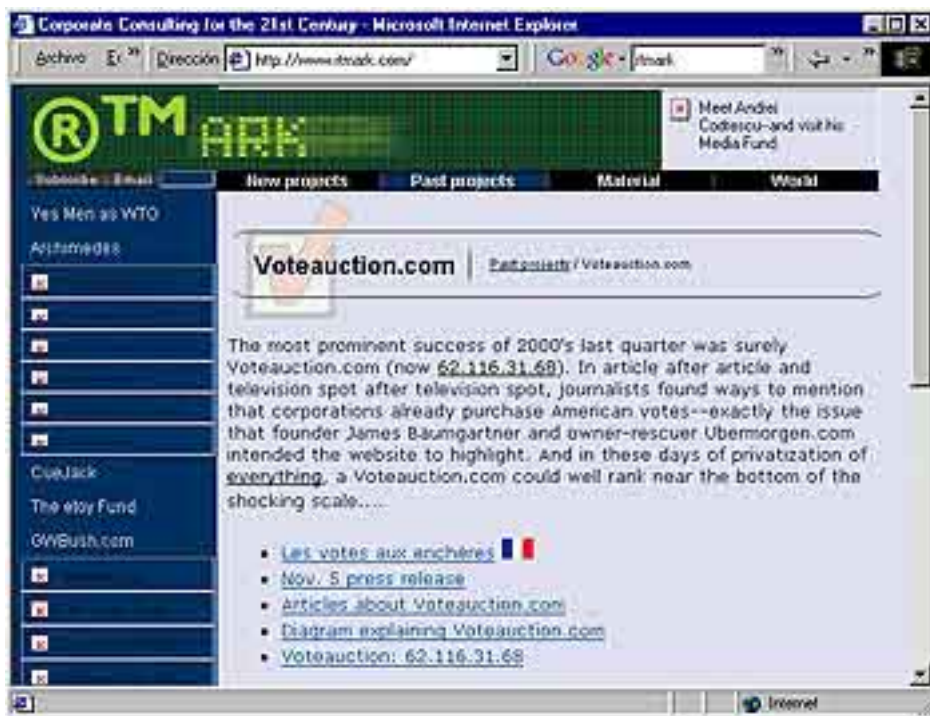 Corporate Consulting for the 21st Century - Microsoft Internet Explorer
Archivo Er » Dirección http://www.rtmark.com/ Google rtmark » »
®™ARK
Meet Andrei
Codrescu-and visit his
Media Fund
Subscribe Email
New projects Past projects Material World
Yes Men as WTO
Archimedes
Voteauction.com Past projects / Voteauction.com
The most prominent success of 2000's last quarter was surely
Voteauction.com (now 62.116.31.68). In article after article and
television spot after television spot, journalists found ways to mention
that corporations already purchase American votes--exactly the issue
that founder James Baumgartner and owner-rescuer Ubermorgen.com
intended the website to highlight. And in these days of privatization of
everything, a Voteauction.com could well rank near the bottom of the
shocking scale....
CueJack
The etoy Fund
GWBush.com
Les votes aux enchères
Nov. 5 press release
Articles about Voteauction.com
Diagram explaining Voteauction.com
Voteauction: 62.116.31.68
Internet